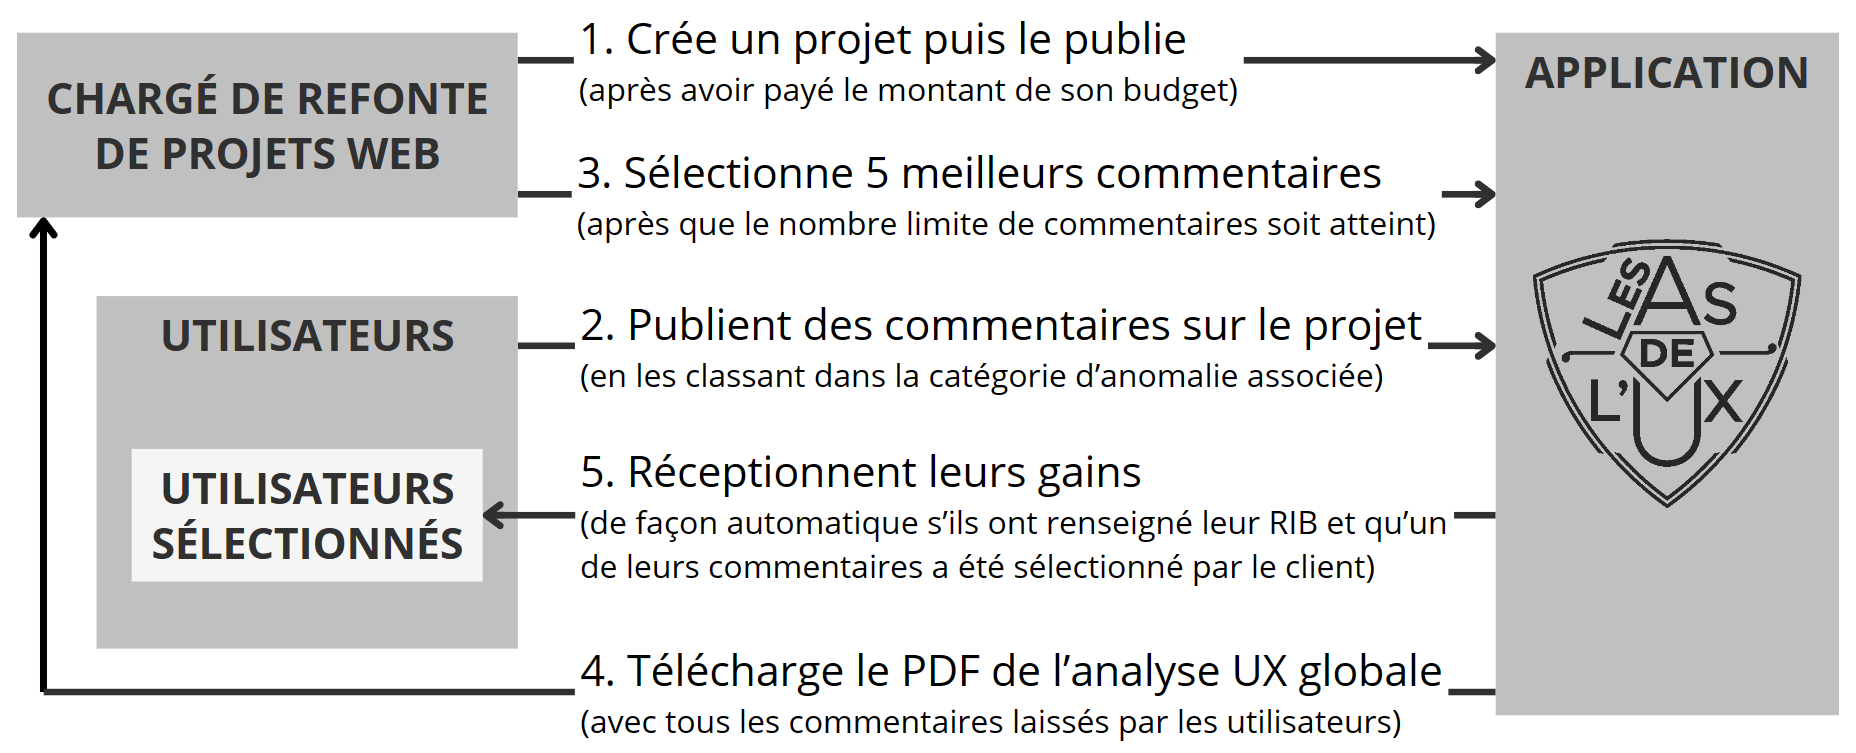 CHARGÉ DE REFONTE
DE PROJETS WEB
1. Crée un projet puis le publie
(après avoir payé le montant de son budget)
APPLICATION
3. Sélectionne 5 meilleurs commentaires
(après que le nombre limite de commentaires soit atteint)
UTILISATEURS
2. Publient des commentaires sur le projet
(en les classant dans la catégorie d’anomalie associée)
LES AS
DE
L’UX
UTILISATEURS
SÉLECTIONNÉS
5. Réceptionnent leurs gains
(de façon automatique s’ils ont renseigné leur RIB et qu’un
de leurs commentaires a été sélectionné par le client)
4. Télécharge le PDF de l’analyse UX globale
(avec tous les commentaires laissés par les utilisateurs)